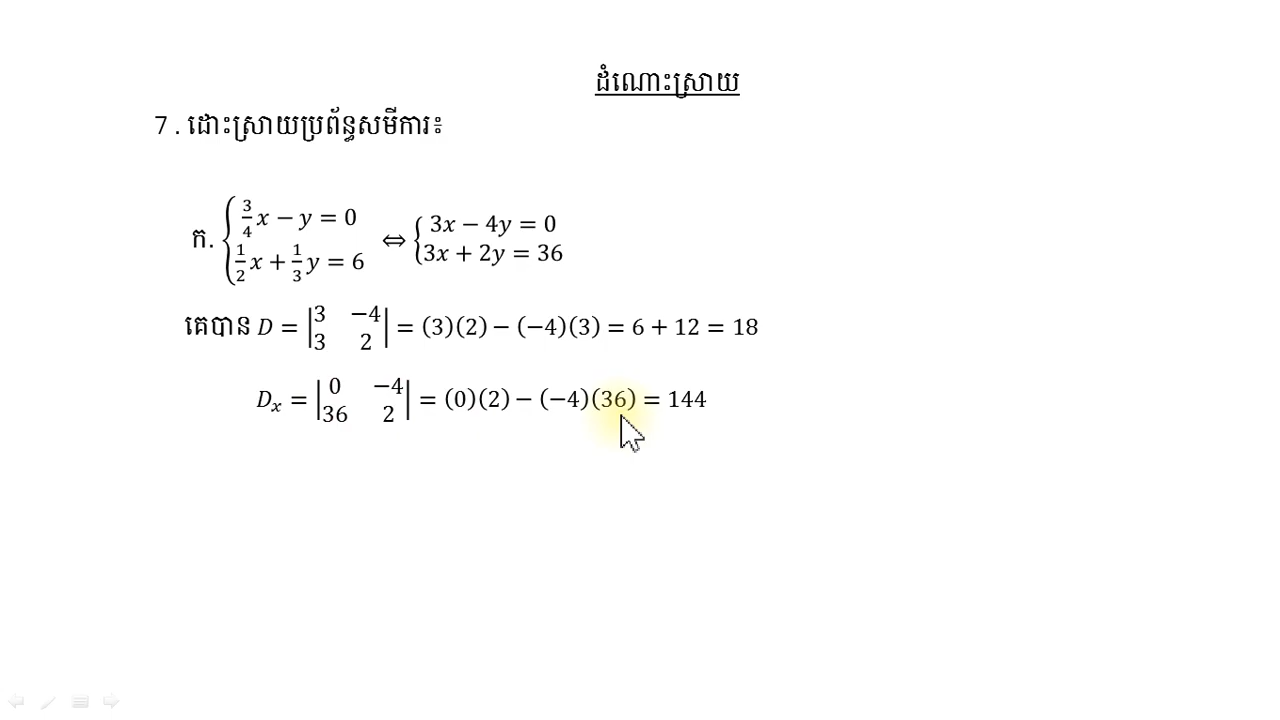 ដំណោះស្រាយ
7 . ដោះស្រាយប្រព័ន្ធសមីការ៖
ក. {3/4 x − y = 0 ⇔ {3x − 4y = 0
1/2 x + 1/3 y = 6 3x + 2y = 36
គេបាន D = |3 −4; 3 2| = (3)(2) − (−4)(3) = 6 + 12 = 18
Dₓ = |0 −4; 36 2| = (0)(2) − (−4)(36) = 144